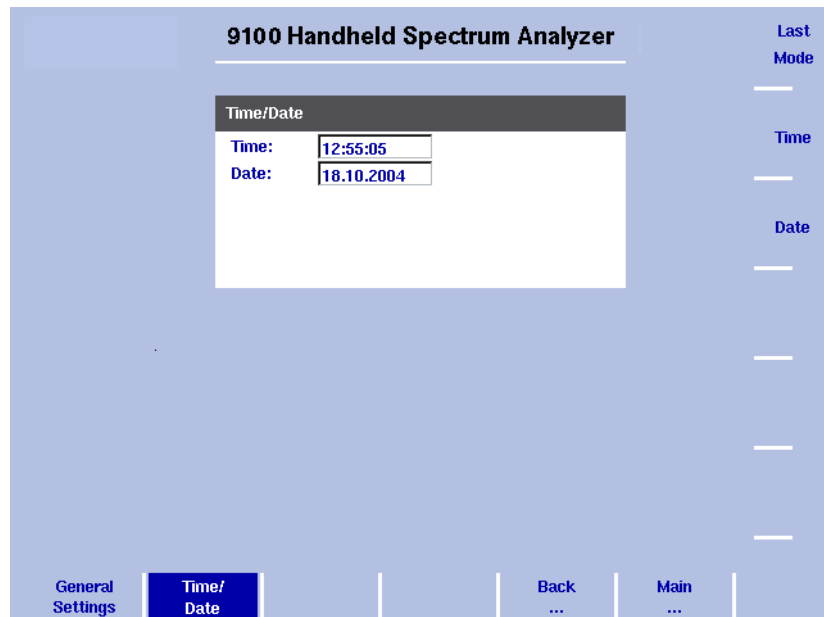 9100 Handheld Spectrum Analyzer
Last
Mode
Time/Date
Time: 12:55:05
Date: 18.10.2004
Time
Date
General
Settings
Time/
Date
Back
...
Main
...